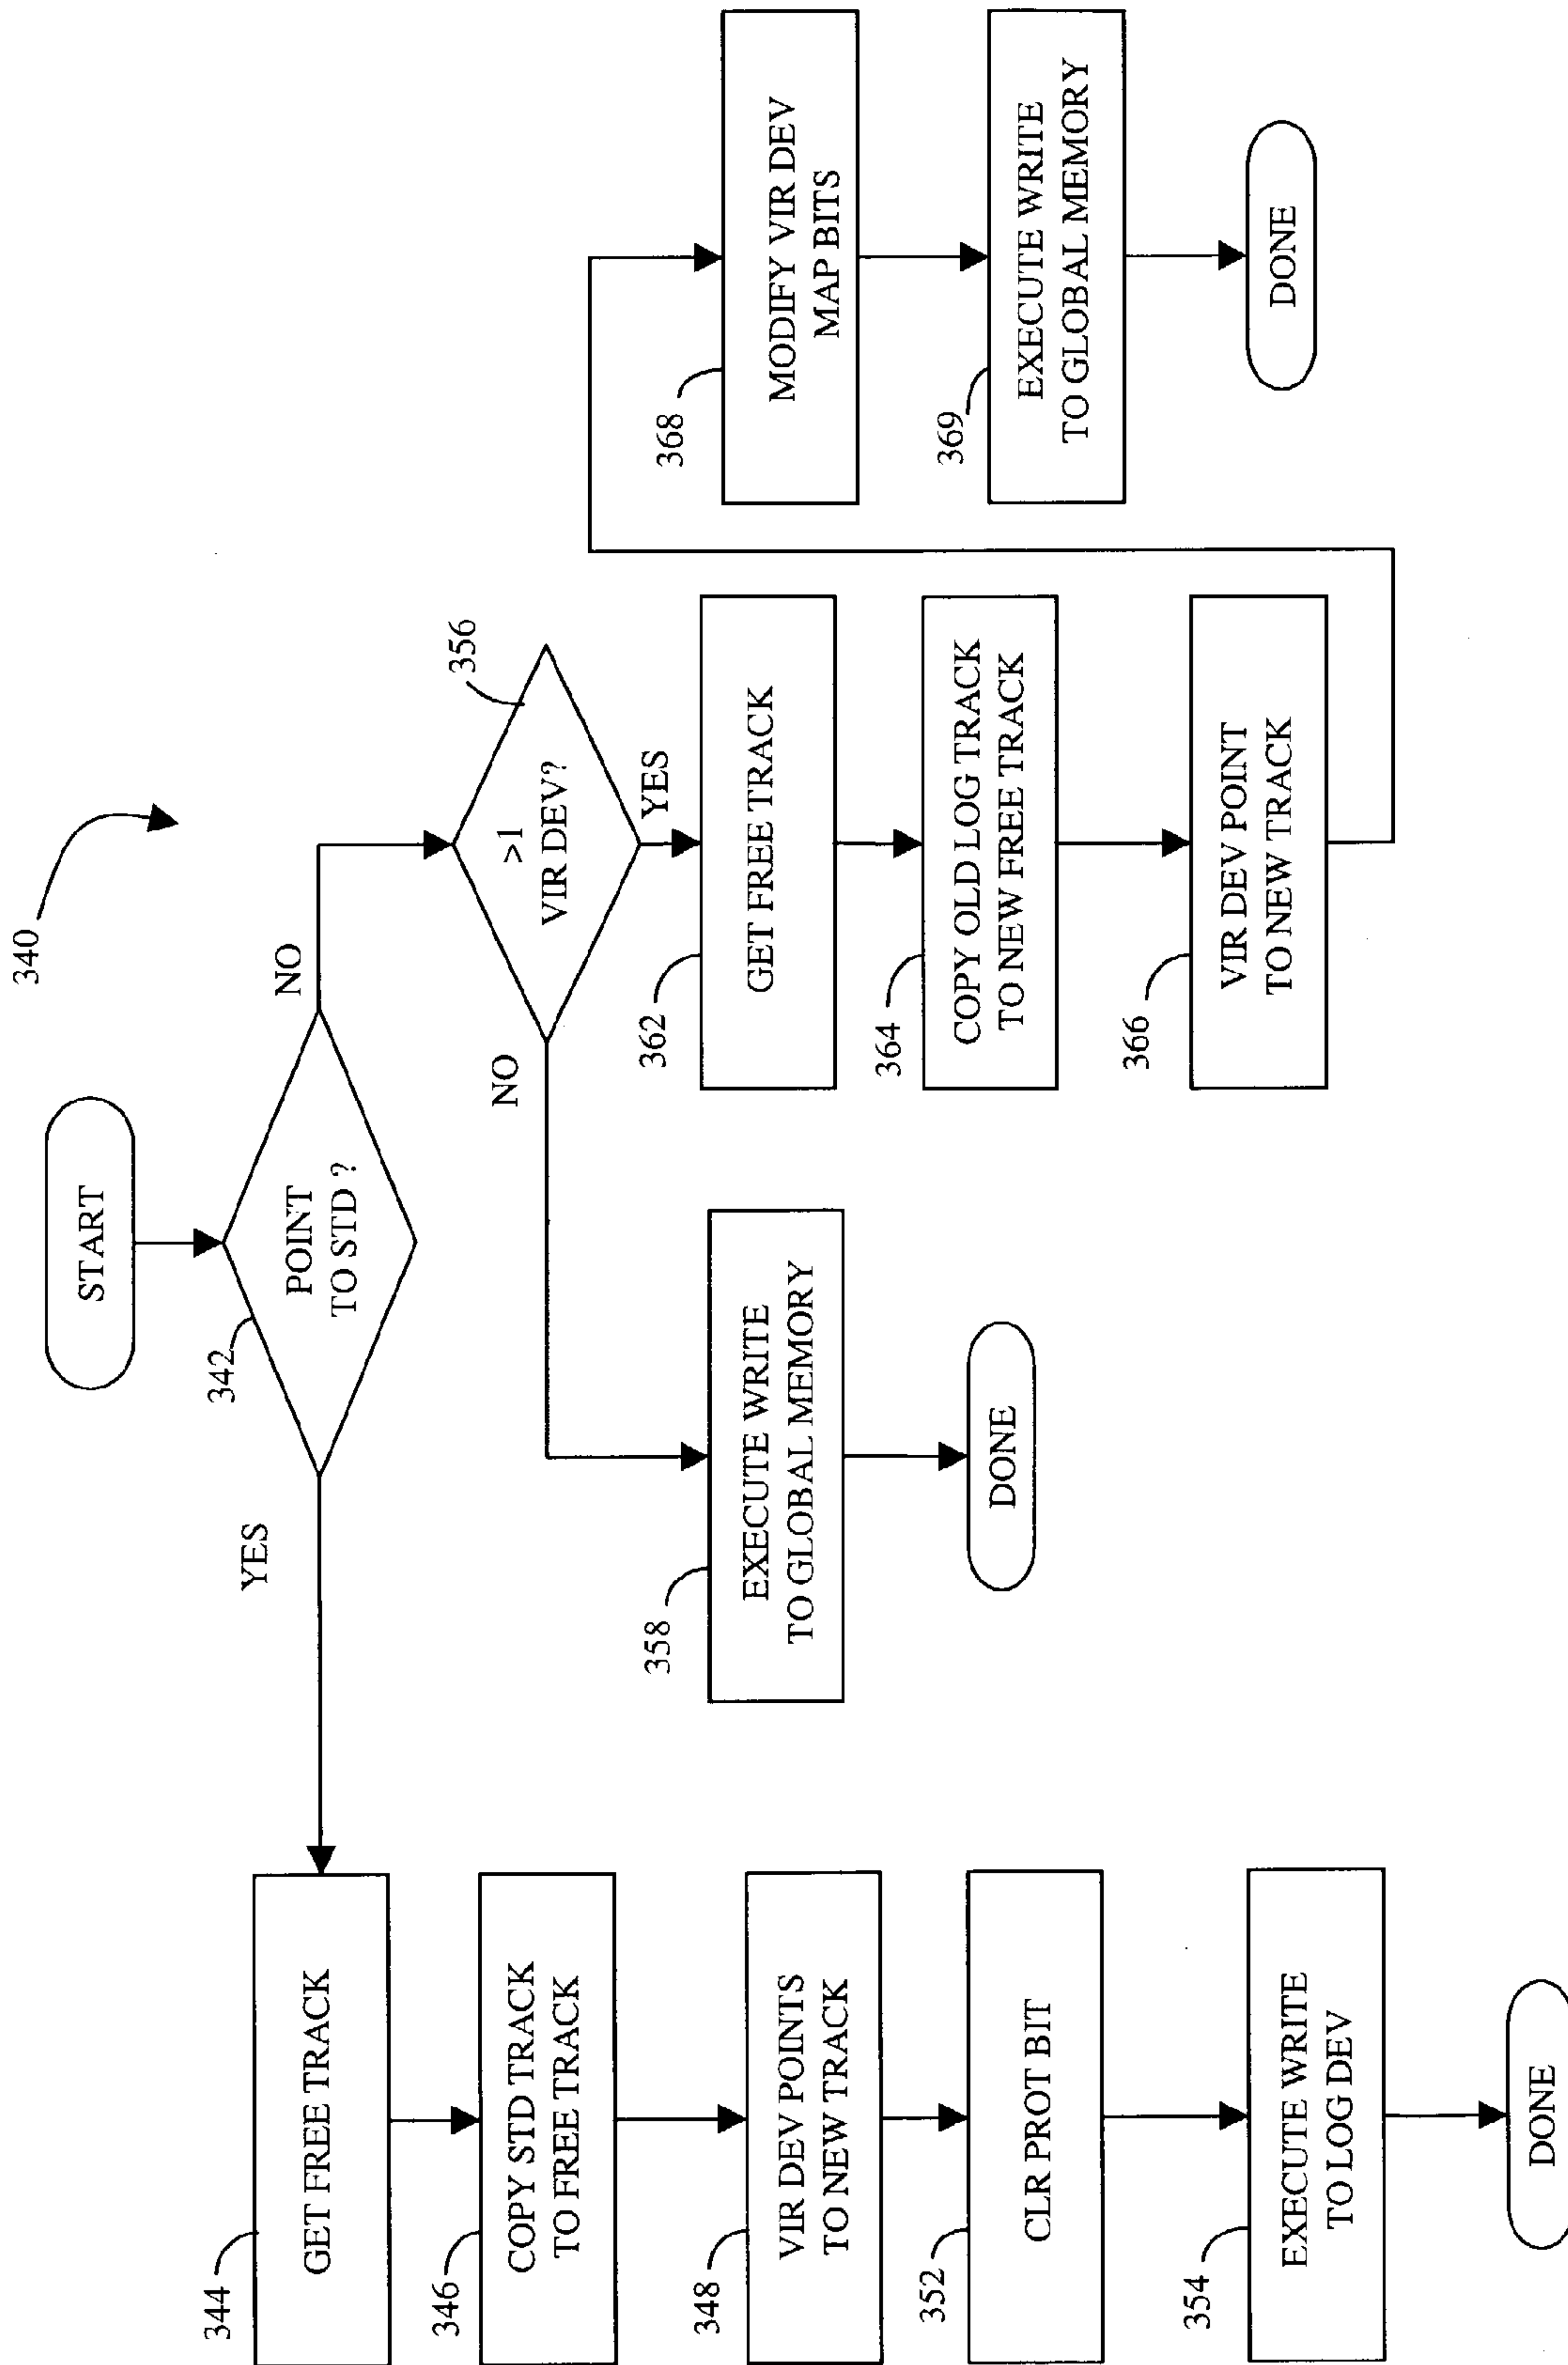 340
START
342
POINT
TO STD ?
YES
NO
344
GET FREE TRACK
346
COPY STD TRACK
TO FREE TRACK
348
VIR DEV POINTS
TO NEW TRACK
352
CLR PROT BIT
354
EXECUTE WRITE
TO LOG DEV
DONE
356
>1
VIR DEV?
NO
YES
358
EXECUTE WRITE
TO GLOBAL MEMORY
DONE
362
GET FREE TRACK
364
COPY OLD LOG TRACK
TO NEW FREE TRACK
366
VIR DEV POINT
TO NEW TRACK
368
MODIFY VIR DEV
MAP BITS
369
EXECUTE WRITE
TO GLOBAL MEMORY
DONE